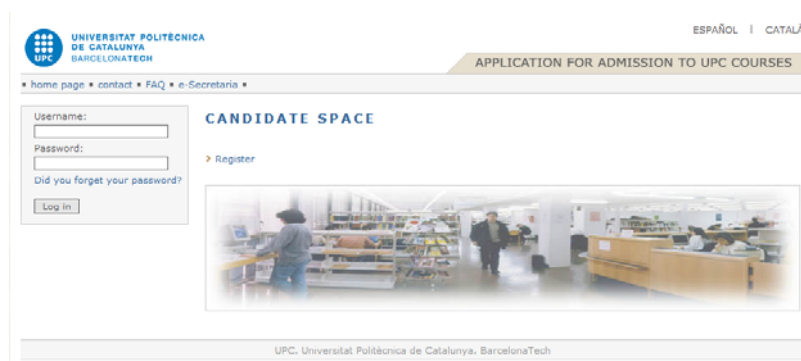 UNIVERSITAT POLITÈCNICA
DE CATALUNYA
BARCELONATECH
UPC
ESPAÑOL | CATALÀ
APPLICATION FOR ADMISSION TO UPC COURSES
▪ home page ▪ contact ▪ FAQ ▪ e-Secretaria ▪
Username:
Password:
Did you forget your password?
Log in
CANDIDATE SPACE
> Register
UPC. Universitat Politècnica de Catalunya. BarcelonaTech